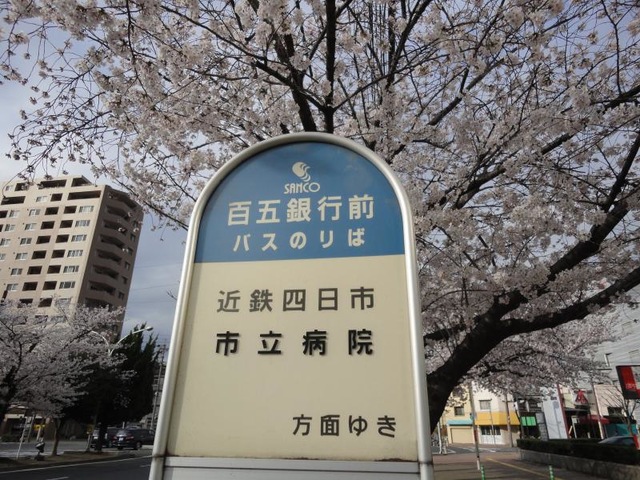 SANCO
百五銀行前
バスのりば
近鉄四日市
市立病院
方面ゆき